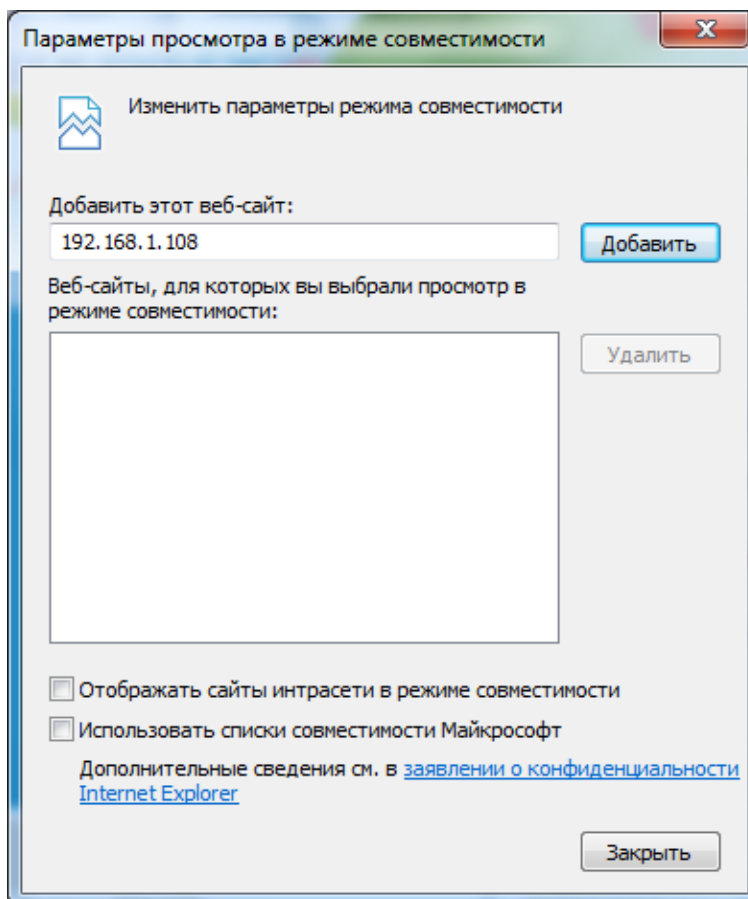 Параметры просмотра в режиме совместимости
Изменить параметры режима совместимости
Добавить этот веб-сайт:
192.168.1.108
Добавить
Веб-сайты, для которых вы выбрали просмотр в
режиме совместимости:
Удалить
Отображать сайты интрасети в режиме совместимости
Использовать списки совместимости Майкрософт
Дополнительные сведения см. в заявлении о конфиденциальности
Internet Explorer
Закрыть